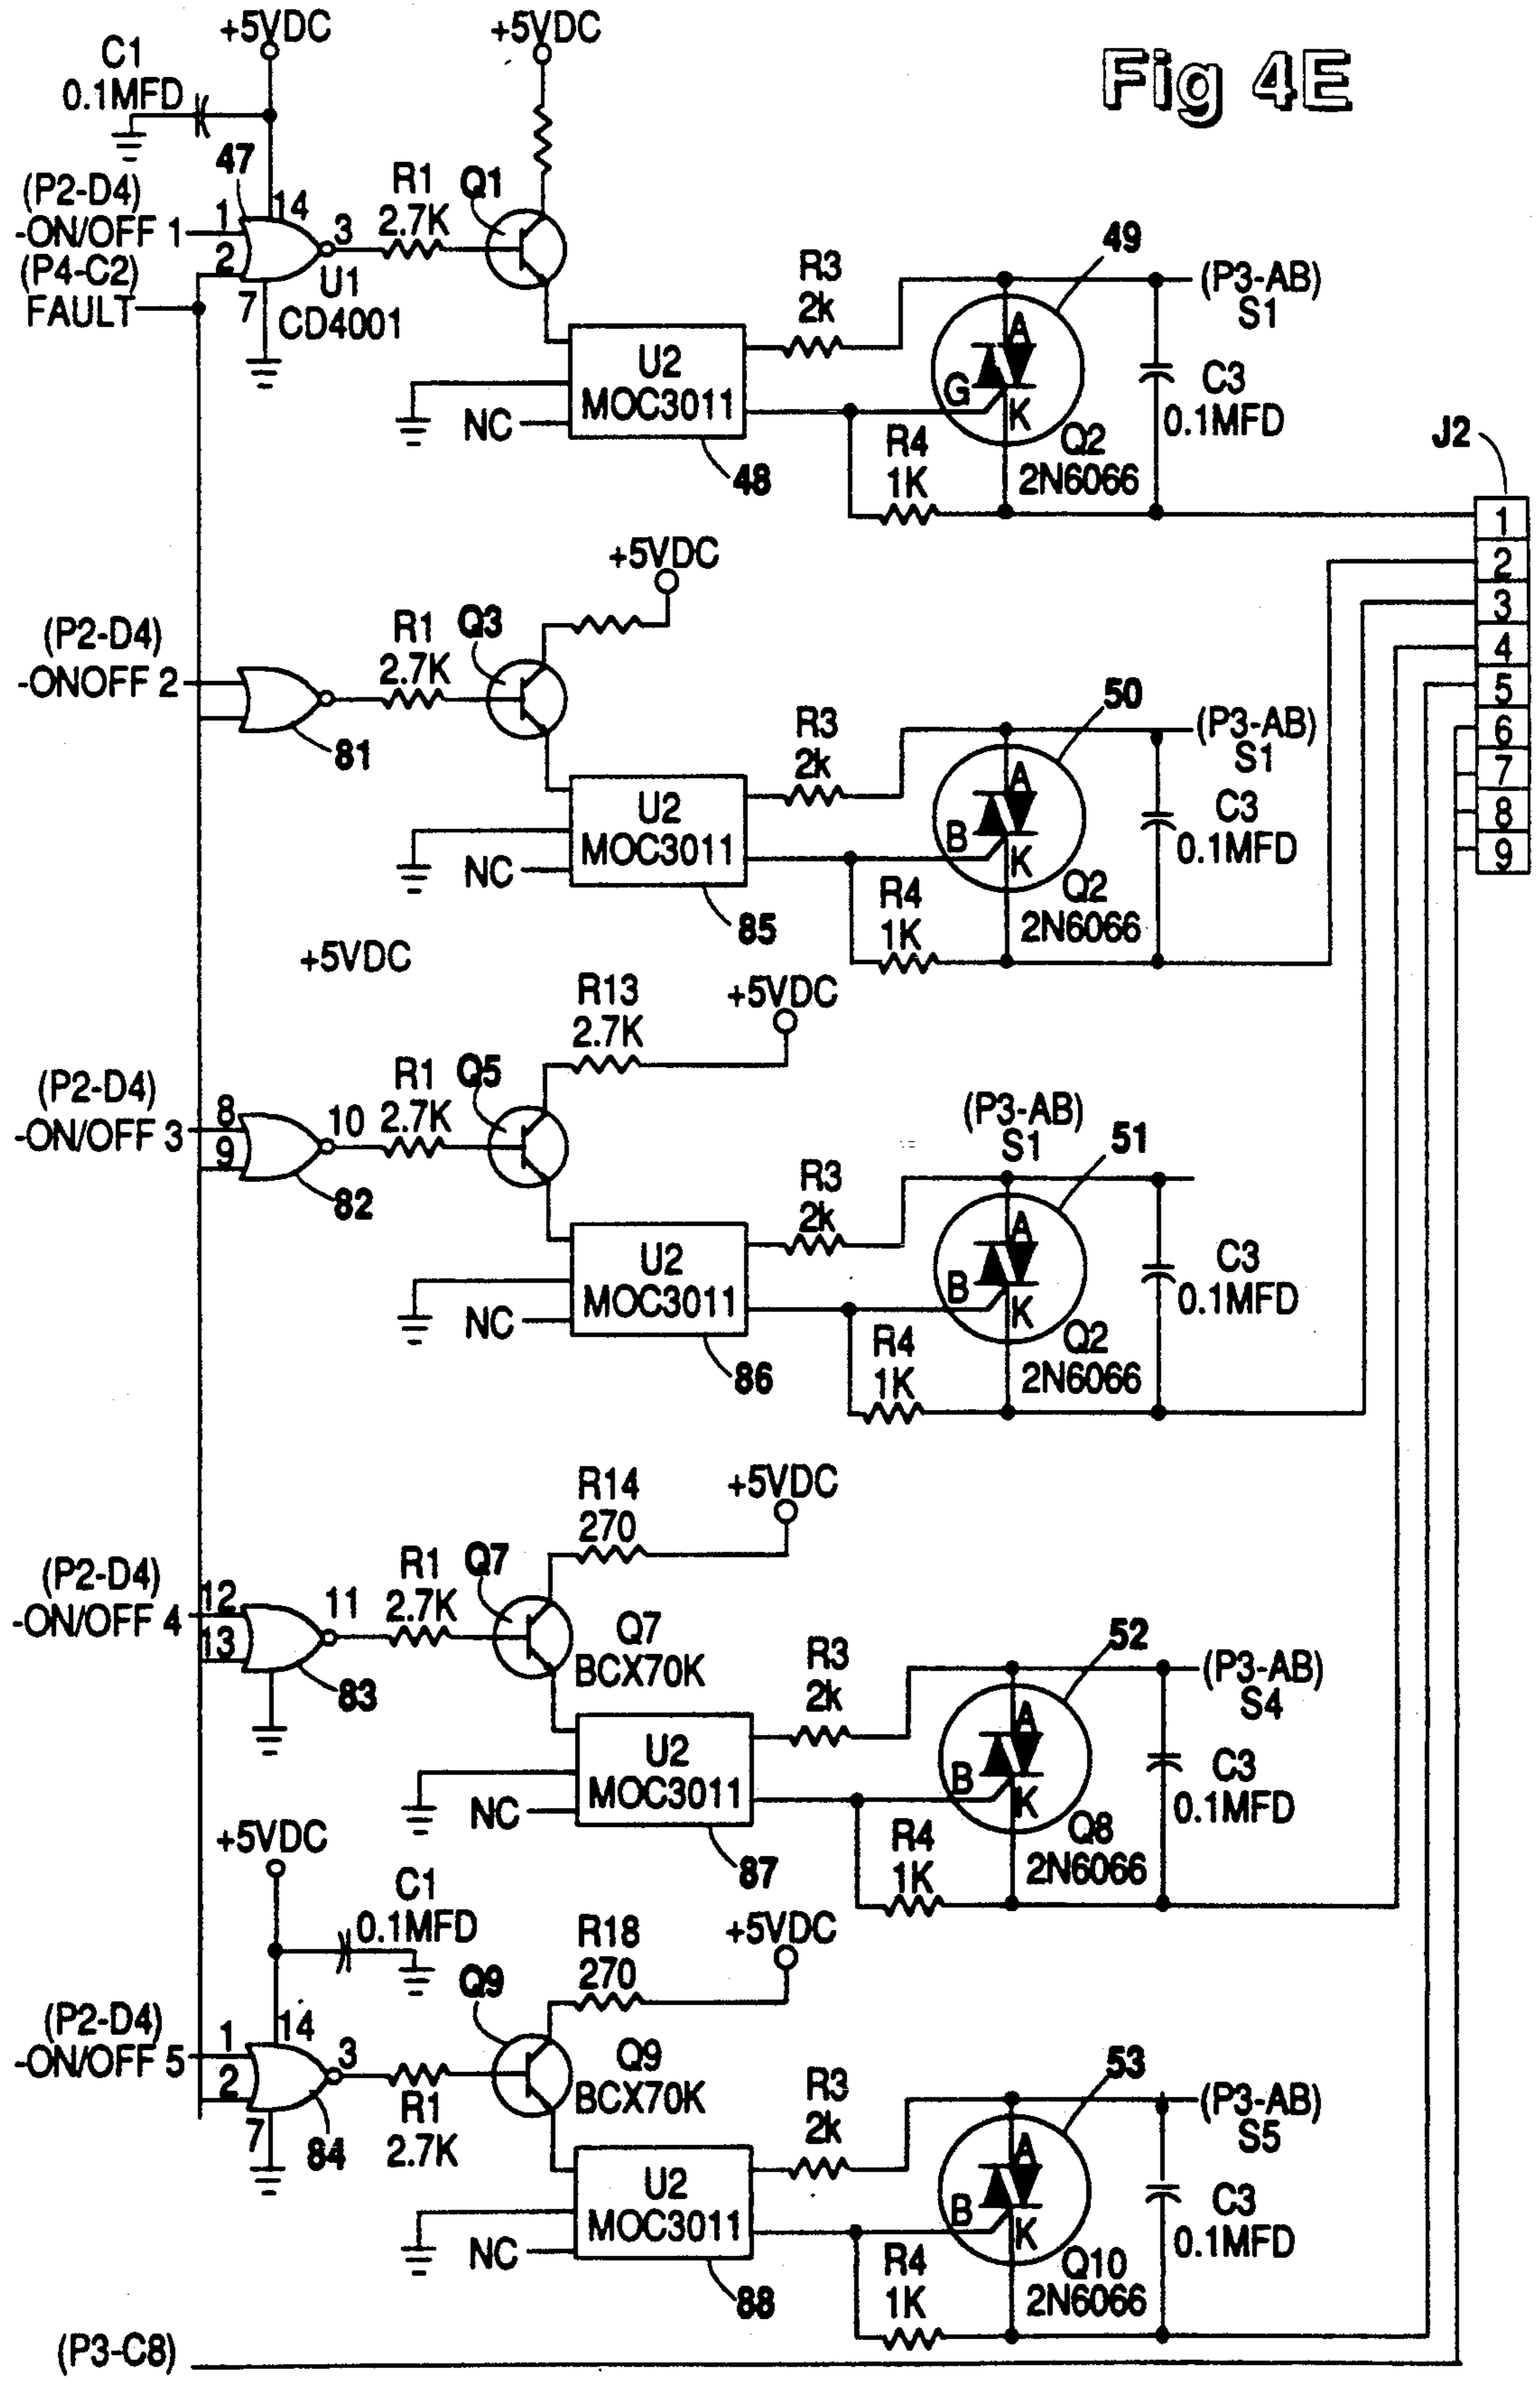 Fig 4E
+5VDC
+5VDC
C1
0.1MFD
47
(P2-D4)
-ON/OFF 1
(P4-C2)
FAULT
1
2
14
3
7
U1
CD4001
R1
2.7K
Q1
U2
MOC3011
NC
48
R3
2k
49
(P3-AB)
S1
A
G
K
C3
0.1MFD
Q2
2N6066
R4
1K
J2
1
2
3
4
5
6
7
8
9
+5VDC
(P2-D4)
-ONOFF 2
81
R1
2.7K
Q3
U2
MOC3011
NC
85
R3
2k
50
(P3-AB)
S1
A
B
K
C3
0.1MFD
Q2
2N6066
R4
1K
+5VDC
R13
2.7K
+5VDC
(P2-D4)
-ON/OFF 3
8
9
10
82
R1
2.7K
Q5
U2
MOC3011
NC
86
(P3-AB)
S1
R3
2k
51
A
B
K
C3
0.1MFD
Q2
2N6066
R4
1K
R14
270
+5VDC
(P2-D4)
-ON/OFF 4
12
13
11
83
R1
2.7K
Q7
Q7
BCX70K
U2
MOC3011
NC
87
R3
2k
52
(P3-AB)
S4
A
B
K
C3
0.1MFD
Q8
2N6066
R4
1K
+5VDC
C1
0.1MFD
R18
270
+5VDC
(P2-D4)
-ON/OFF 5
1
2
14
3
7
84
R1
2.7K
Q9
Q9
BCX70K
U2
MOC3011
NC
88
R3
2k
53
(P3-AB)
S5
A
B
K
C3
0.1MFD
Q10
2N6066
R4
1K
(P3-C8)